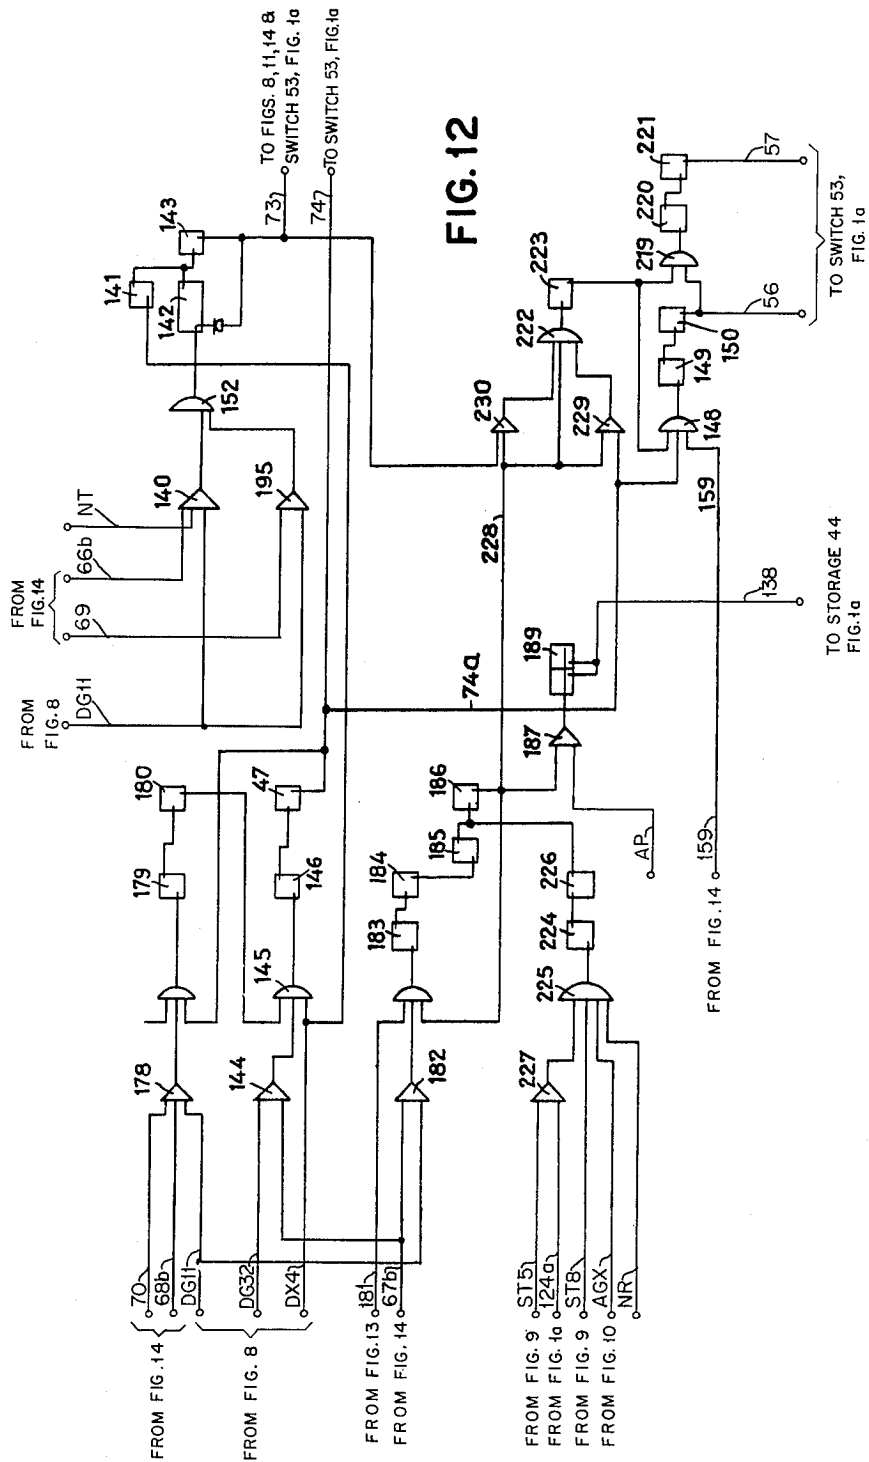 TO FIGS. 8, 11, 14 &
SWITCH 53, FIG. 1a
TO SWITCH 53, FIG. 1a
73
74
FIG. 12
143
141
142
152
140
195
NT
66b
69
FROM
FIG. 14
DG11
FROM
FIG. 8
221
57
220
219
223
222
56
150
149
148
TO SWITCH 53,
FIG. 1a
230
229
228
159
138
TO STORAGE 44
FIG. 1a
189
74a
187
180
47
186
185
184
179
146
183
226
224
AP
159
FROM FIG. 14
145
225
178
144
182
227
70
68b
DG11
DG32
DX4
181
67b
ST5
124a
ST8
AGX
NR
FROM FIG. 14
FROM FIG. 8
FROM FIG. 13
FROM FIG. 14
FROM FIG. 9
FROM FIG. 1a
FROM FIG. 9
FROM FIG. 10